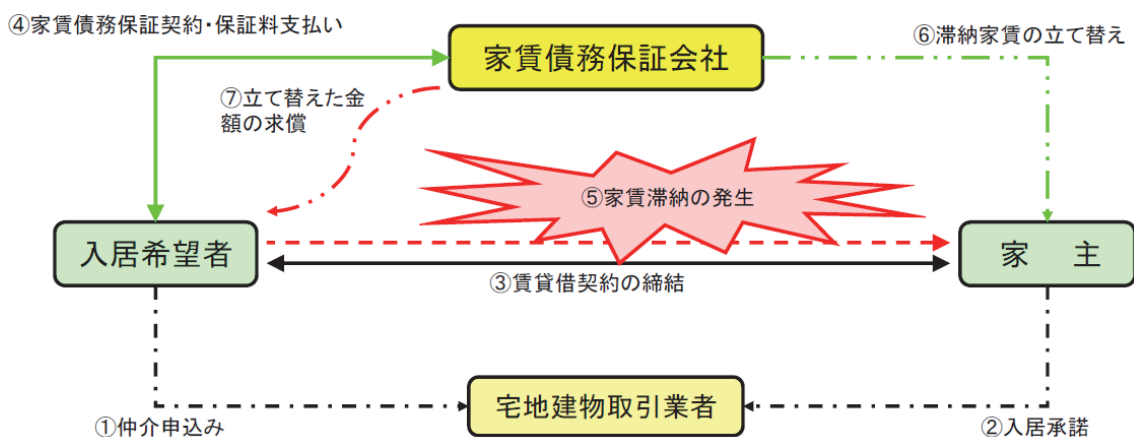 ④家賃債務保証契約・保証料支払い
家賃債務保証会社
⑥滞納家賃の立て替え
⑦立て替えた金
額の求償
⑤家賃滞納の発生
入居希望者
家　主
③賃貸借契約の締結
宅地建物取引業者
①仲介申込み
②入居承諾